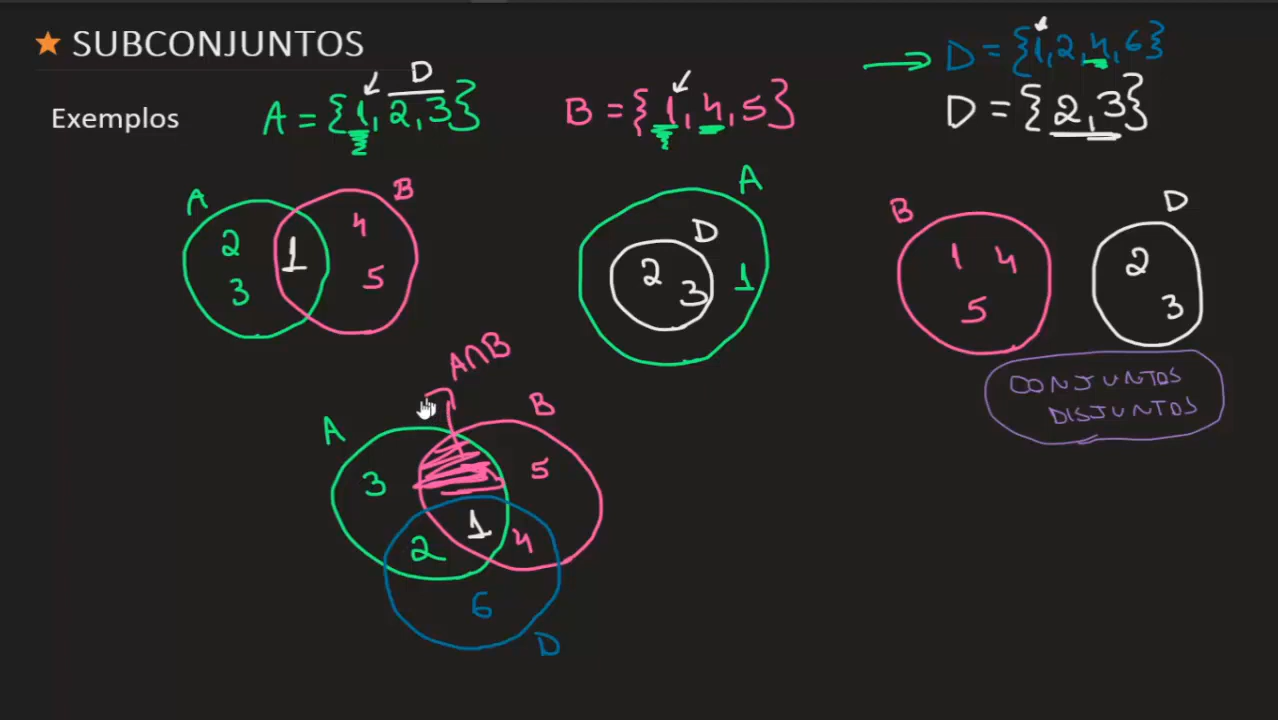 ★ SUBCONJUNTOS
D = {1, 2, 4, 6}
D
Exemplos A = {1, 2, 3} B = {1, 4, 5} D = {2, 3}
A B
2 3 1 4 5
A
D
2 3 1
B D
1 4 5 2 3
CONJUNTOS
DISJUNTOS
A∩B
A B
3 5
1
2 4
6
D